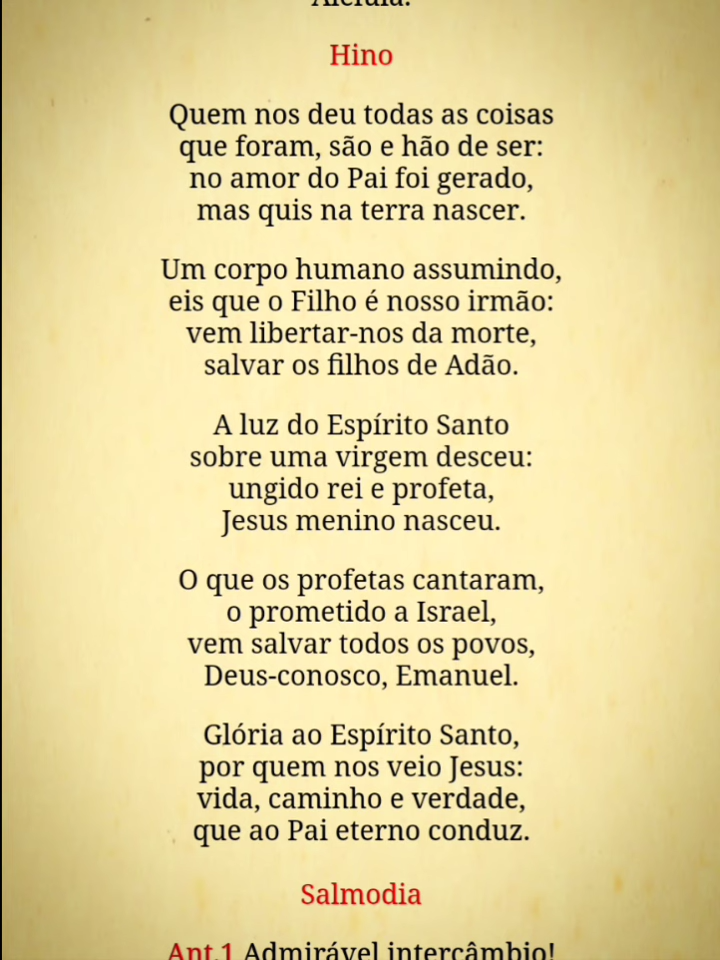 Aleluia.
Hino
Quem nos deu todas as coisas
que foram, são e hão de ser:
no amor do Pai foi gerado,
mas quis na terra nascer.
Um corpo humano assumindo,
eis que o Filho é nosso irmão:
vem libertar-nos da morte,
salvar os filhos de Adão.
A luz do Espírito Santo
sobre uma virgem desceu:
ungido rei e profeta,
Jesus menino nasceu.
O que os profetas cantaram,
o prometido a Israel,
vem salvar todos os povos,
Deus-conosco, Emanuel.
Glória ao Espírito Santo,
por quem nos veio Jesus:
vida, caminho e verdade,
que ao Pai eterno conduz.
Salmodia
Ant.1 Admirável intercâmbio!